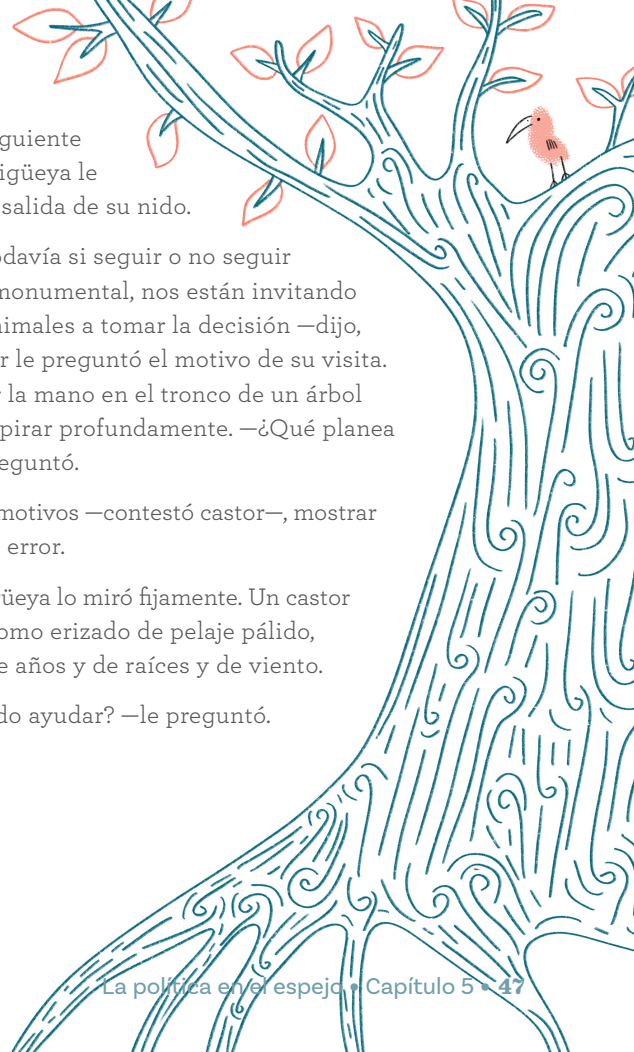 guiente
igüeya le
salida de su nido.
odavía si seguir o no seguir
monumental, nos están invitando
nimales a tomar la decisión —dijo,
r le preguntó el motivo de su visita.
r la mano en el tronco de un árbol
pirar profundamente. —¿Qué planea
eguntó.
motivos —contestó castor—, mostrar
error.
üeya lo miró fijamente. Un castor
omo erizado de pelaje pálido,
e años y de raíces y de viento.
do ayudar? —le preguntó.
La política en el espejo • Capítulo 5 • 47